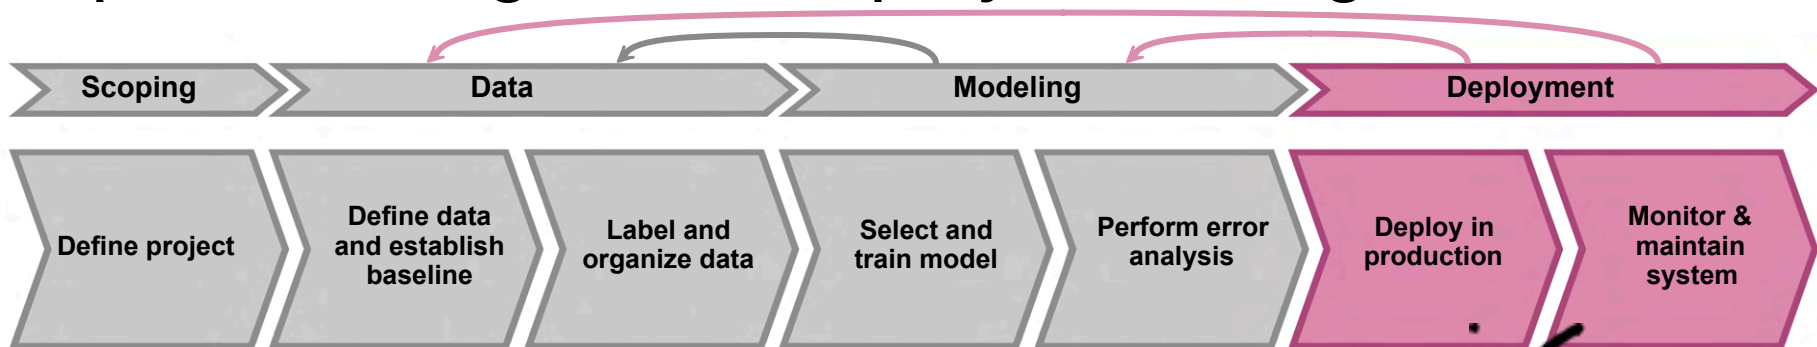 Scoping
Data
Modeling
Deployment
Define project
Define data
and establish
baseline
Label and
organize data
Select and
train model
Perform error
analysis
Deploy in
production
Monitor &
maintain
system